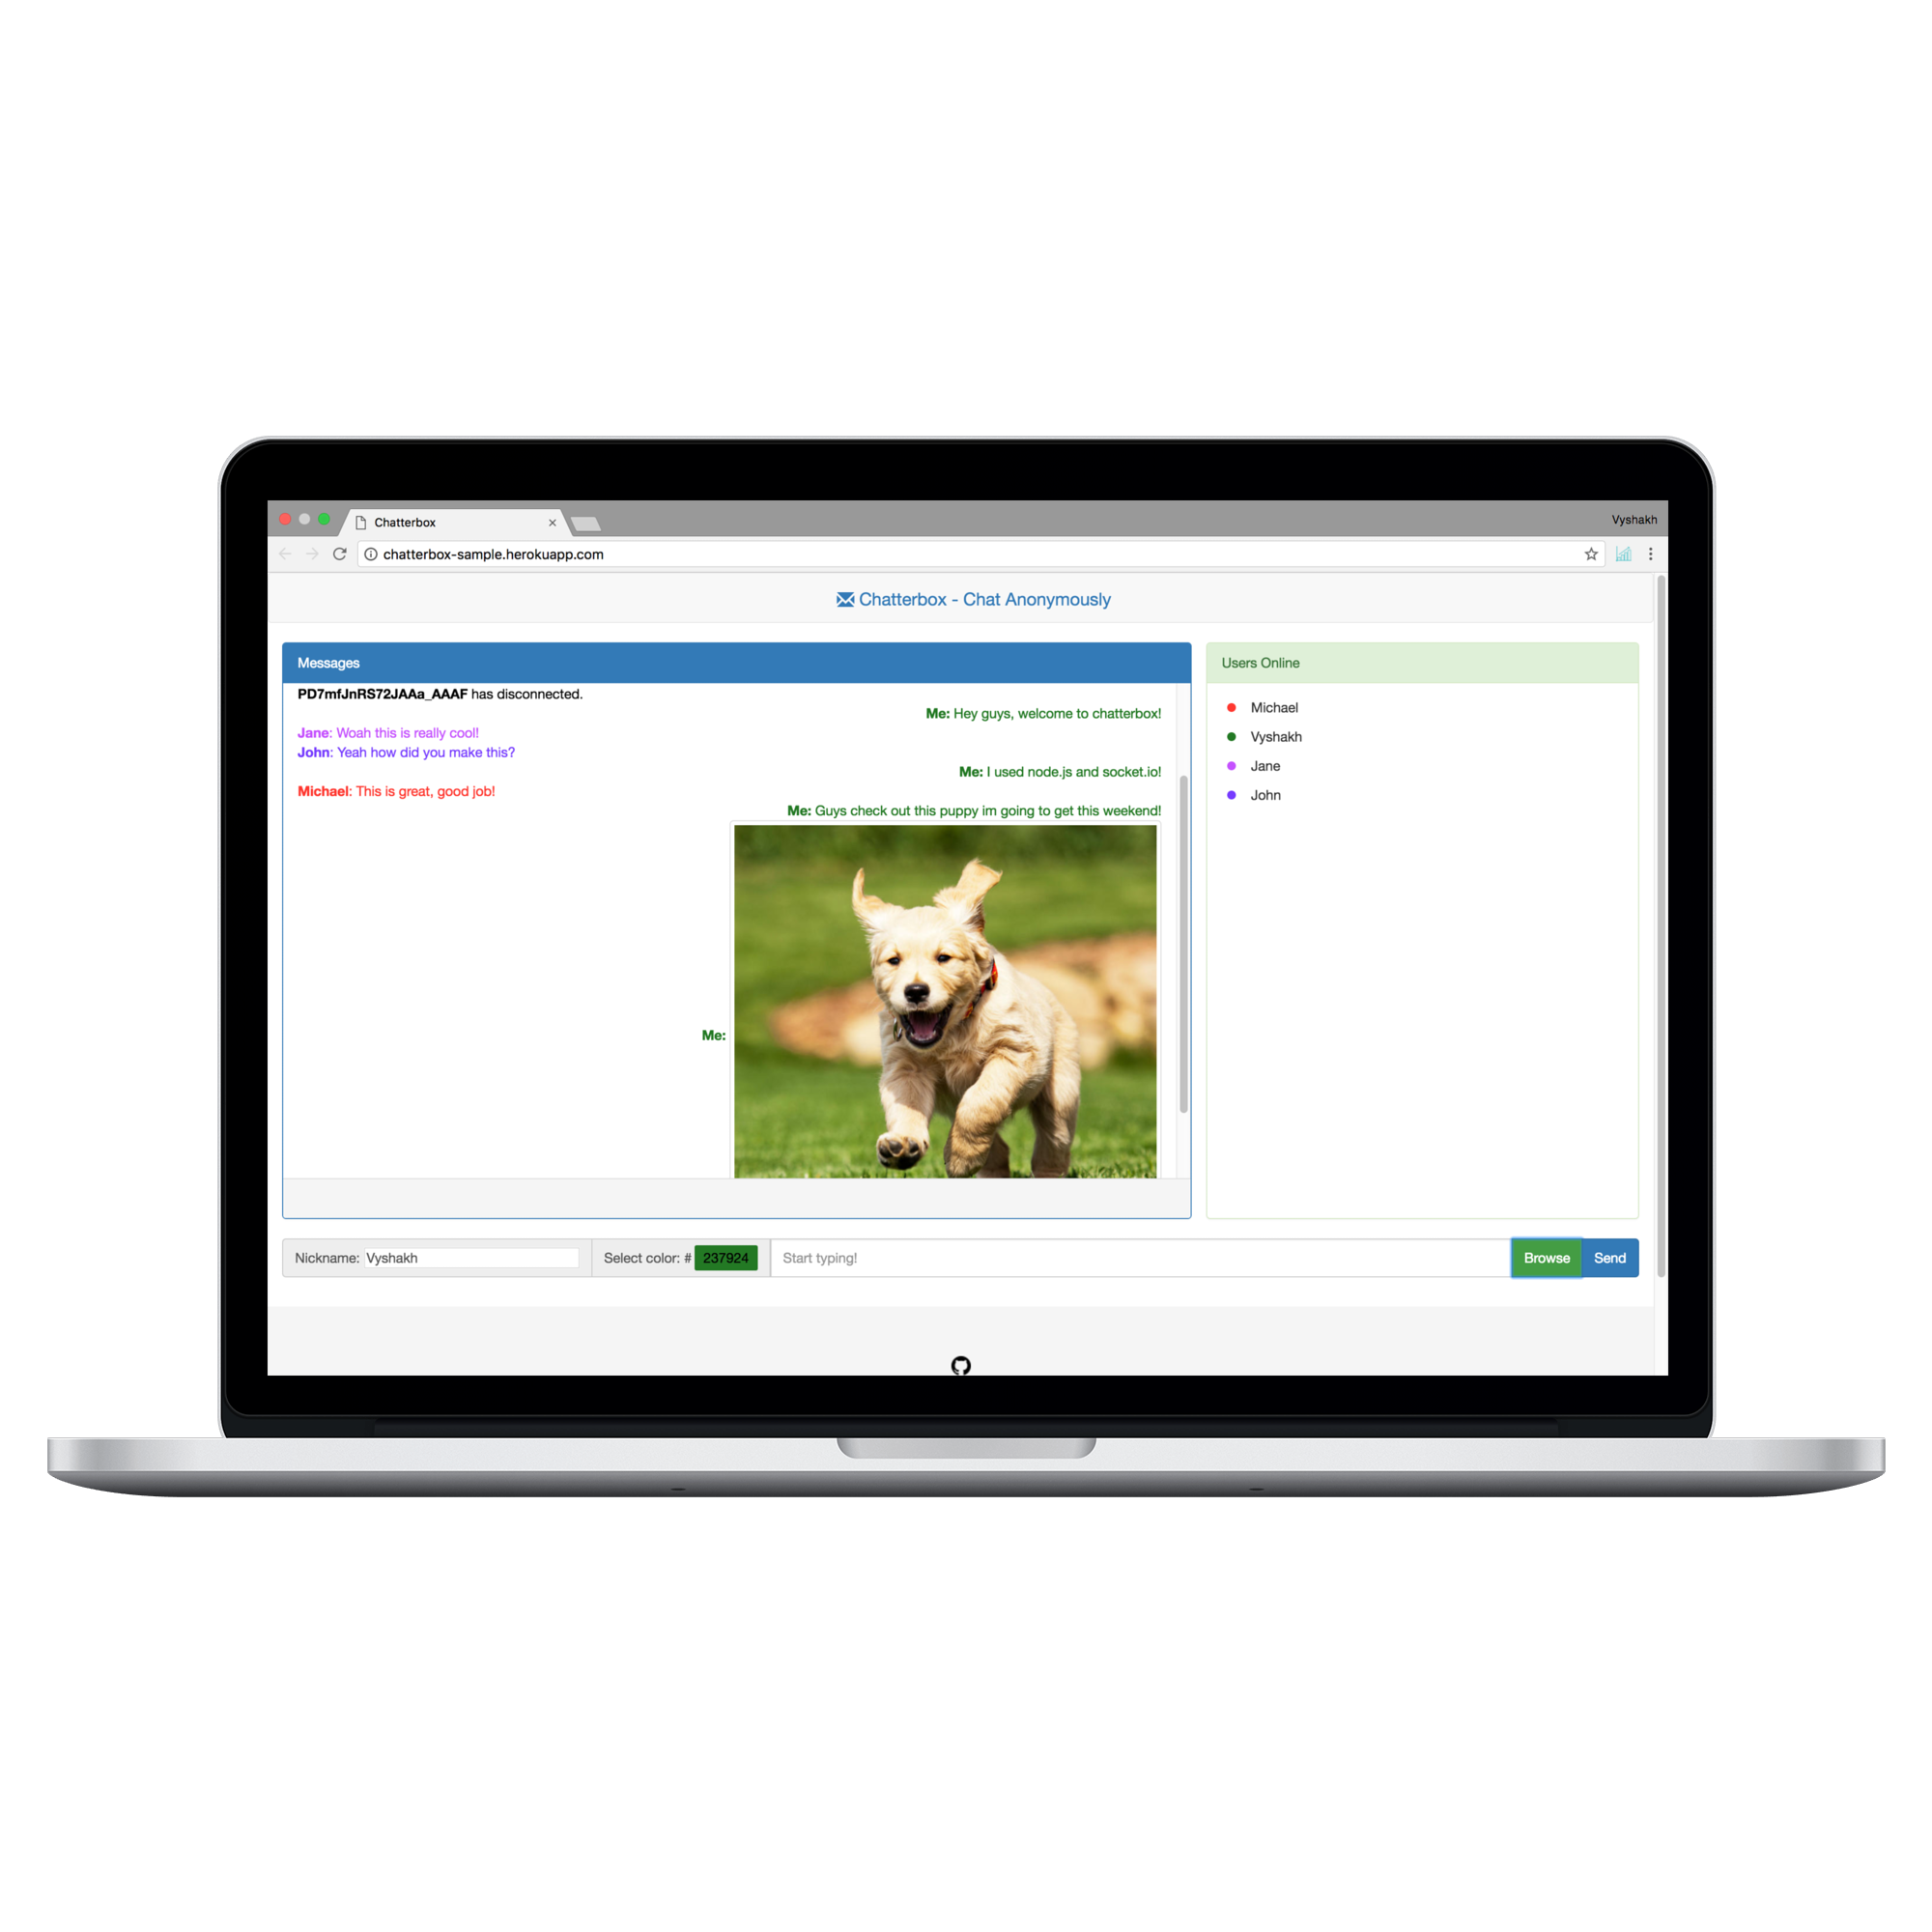 Chatterbox
Vyshakh
chatterbox-sample.herokuapp.com
Chatterbox - Chat Anonymously
Messages
PD7mfJnRS72JAAa_AAAF has disconnected.
Me: Hey guys, welcome to chatterbox!
Jane: Woah this is really cool!
John: Yeah how did you make this?
Me: I used node.js and socket.io!
Michael: This is great, good job!
Me: Guys check out this puppy im going to get this weekend!
Me:
Users Online
Michael
Vyshakh
Jane
John
Nickname: Vyshakh
Select color: # 237924
Start typing!
Browse
Send